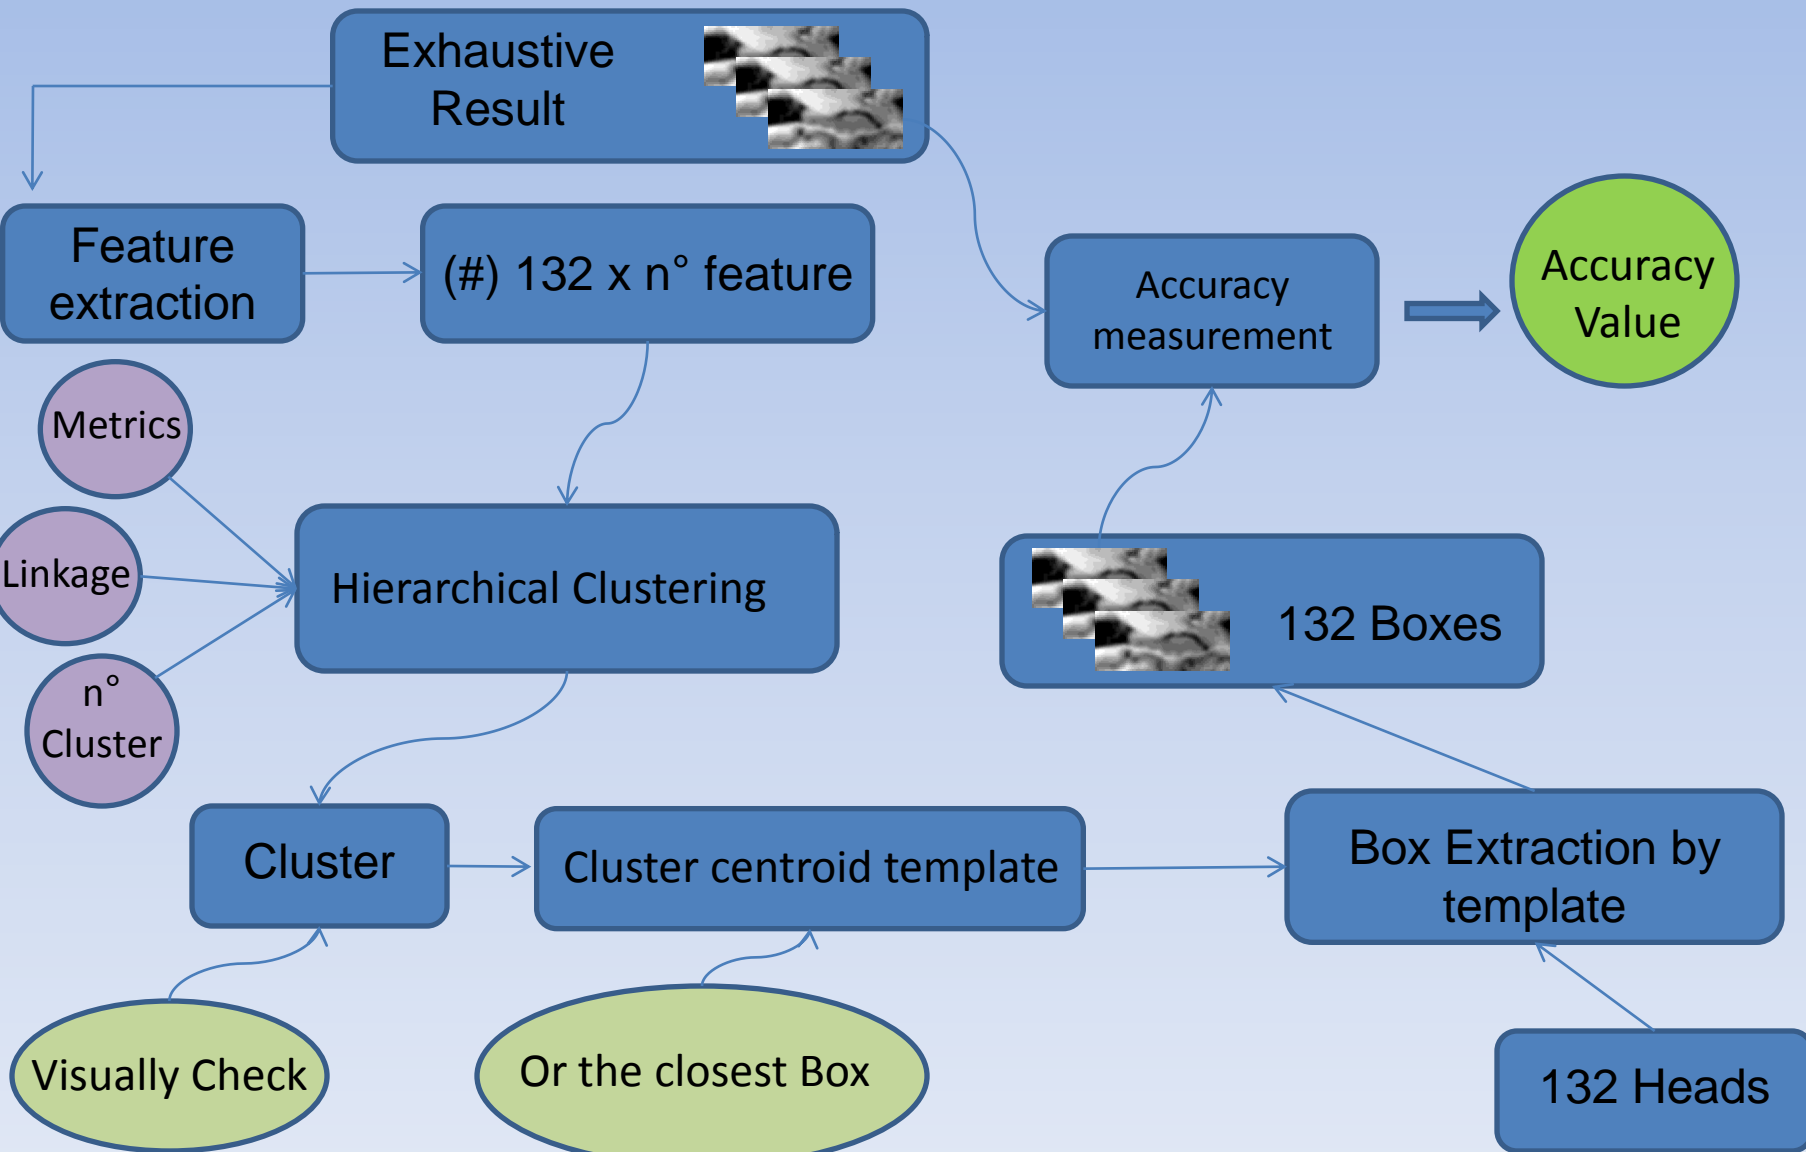 Exhaustive
Result
Feature
extraction
(#) 132 x n° feature
Accuracy
measurement
Accuracy
Value
Metrics
Linkage
n°
Cluster
Hierarchical Clustering
132 Boxes
Cluster
Cluster centroid template
Box Extraction by
template
Visually Check
Or the closest Box
132 Heads